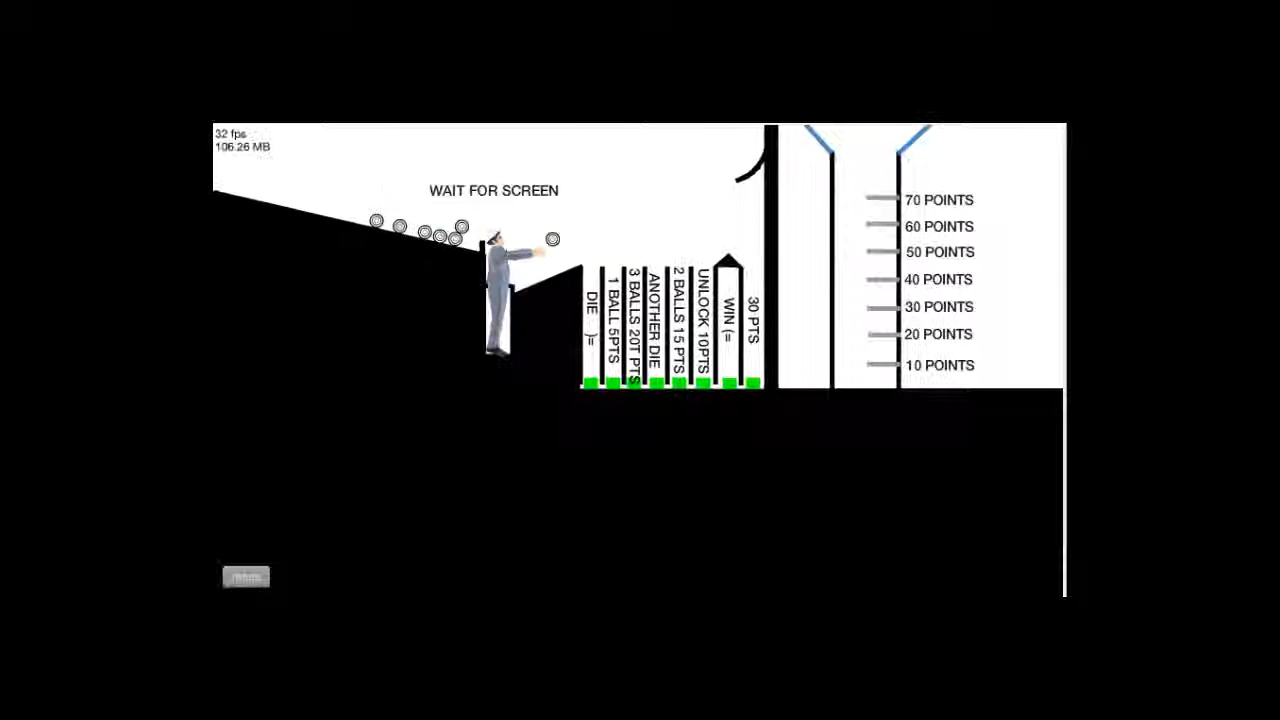 32 fps
106.26 MB
WAIT FOR SCREEN
DIE )=
1 BALL 5PTS
3 BALLS 20T PTS
ANOTHER DIE
2 BALLS 15 PTS
UNLOCK 10PTS
WIN (=
30 PTS
70 POINTS
60 POINTS
50 POINTS
40 POINTS
30 POINTS
20 POINTS
10 POINTS